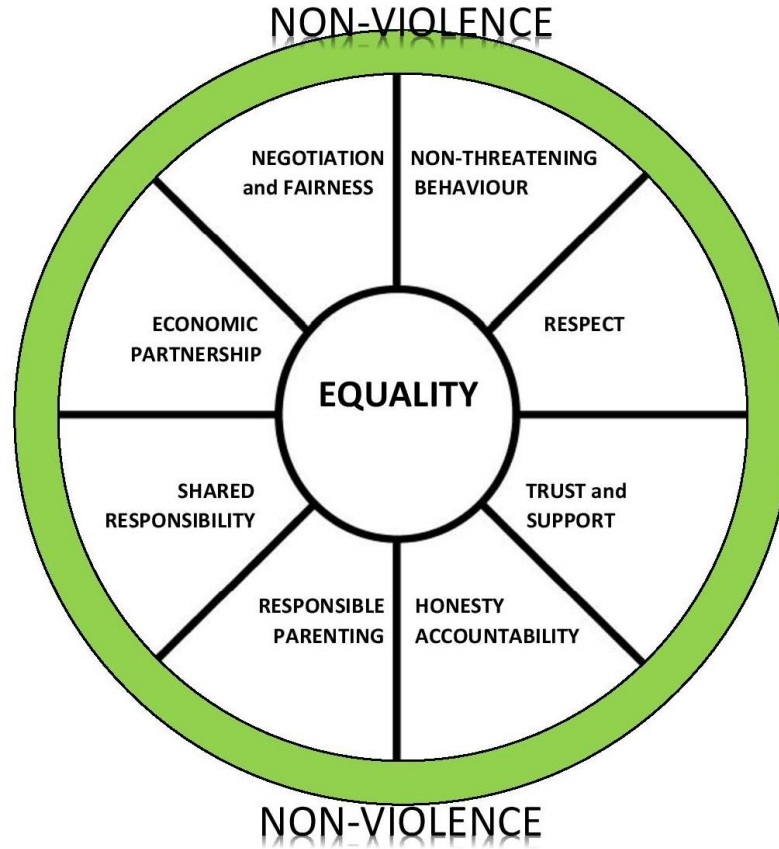 NON-VIOLENCE
NEGOTIATION
and FAIRNESS
NON-THREATENING
BEHAVIOUR
ECONOMIC
PARTNERSHIP
RESPECT
EQUALITY
SHARED
RESPONSIBILITY
TRUST and
SUPPORT
RESPONSIBLE
PARENTING
HONESTY
ACCOUNTABILITY
NON-VIOLENCE